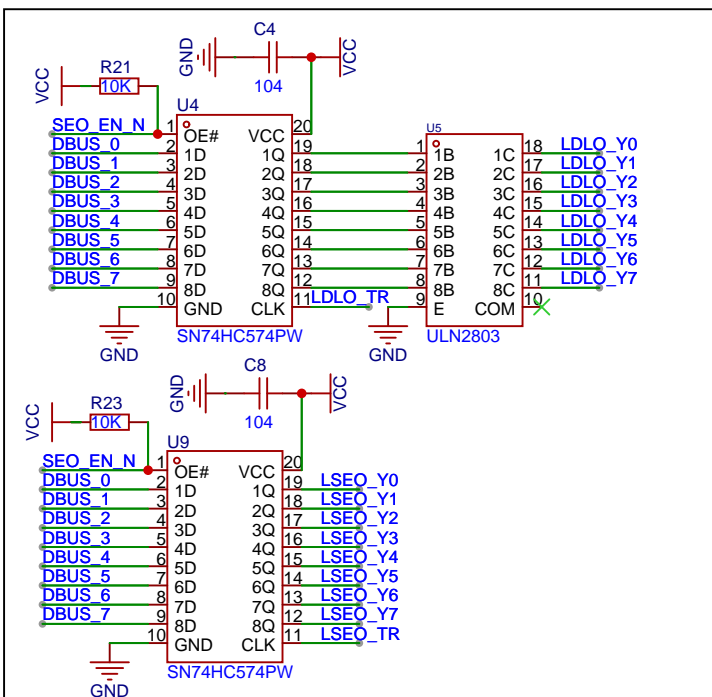 C4
GND
VCC
104
R21
VCC
10K
U4
SEO_EN_N 1 OE# VCC 20
DBUS_0 2 1D 1Q 19
DBUS_1 3 2D 2Q 18
DBUS_2 4 3D 3Q 17
DBUS_3 5 4D 4Q 16
DBUS_4 6 5D 5Q 15
DBUS_5 7 6D 6Q 14
DBUS_6 8 7D 7Q 13
DBUS_7 9 8D 8Q 12
10 GND CLK 11 LDLO_TR
GND
SN74HC574PW
U5
1 1B 1C 18 LDLO_Y0
2 2B 2C 17 LDLO_Y1
3 3B 3C 16 LDLO_Y2
4 4B 4C 15 LDLO_Y3
5 5B 5C 14 LDLO_Y4
6 6B 6C 13 LDLO_Y5
7 7B 7C 12 LDLO_Y6
8 8B 8C 11 LDLO_Y7
9 E COM 10
GND
ULN2803
C8
GND
VCC
104
R23
VCC
10K
U9
SEO_EN_N 1 OE# VCC 20
DBUS_0 2 1D 1Q 19 LSEO_Y0
DBUS_1 3 2D 2Q 18 LSEO_Y1
DBUS_2 4 3D 3Q 17 LSEO_Y2
DBUS_3 5 4D 4Q 16 LSEO_Y3
DBUS_4 6 5D 5Q 15 LSEO_Y4
DBUS_5 7 6D 6Q 14 LSEO_Y5
DBUS_6 8 7D 7Q 13 LSEO_Y6
DBUS_7 9 8D 8Q 12 LSEO_Y7
10 GND CLK 11 LSEO_TR
GND
SN74HC574PW